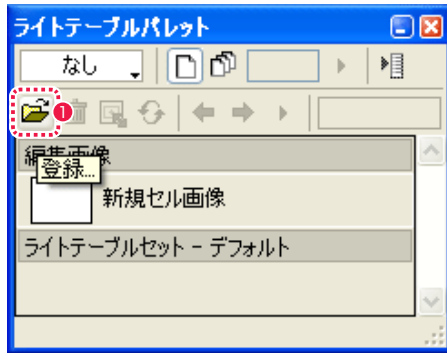 ライトテーブルパレット
なし
1
編集画像
登録...
新規セル画像
ライトテーブルセット - デフォルト